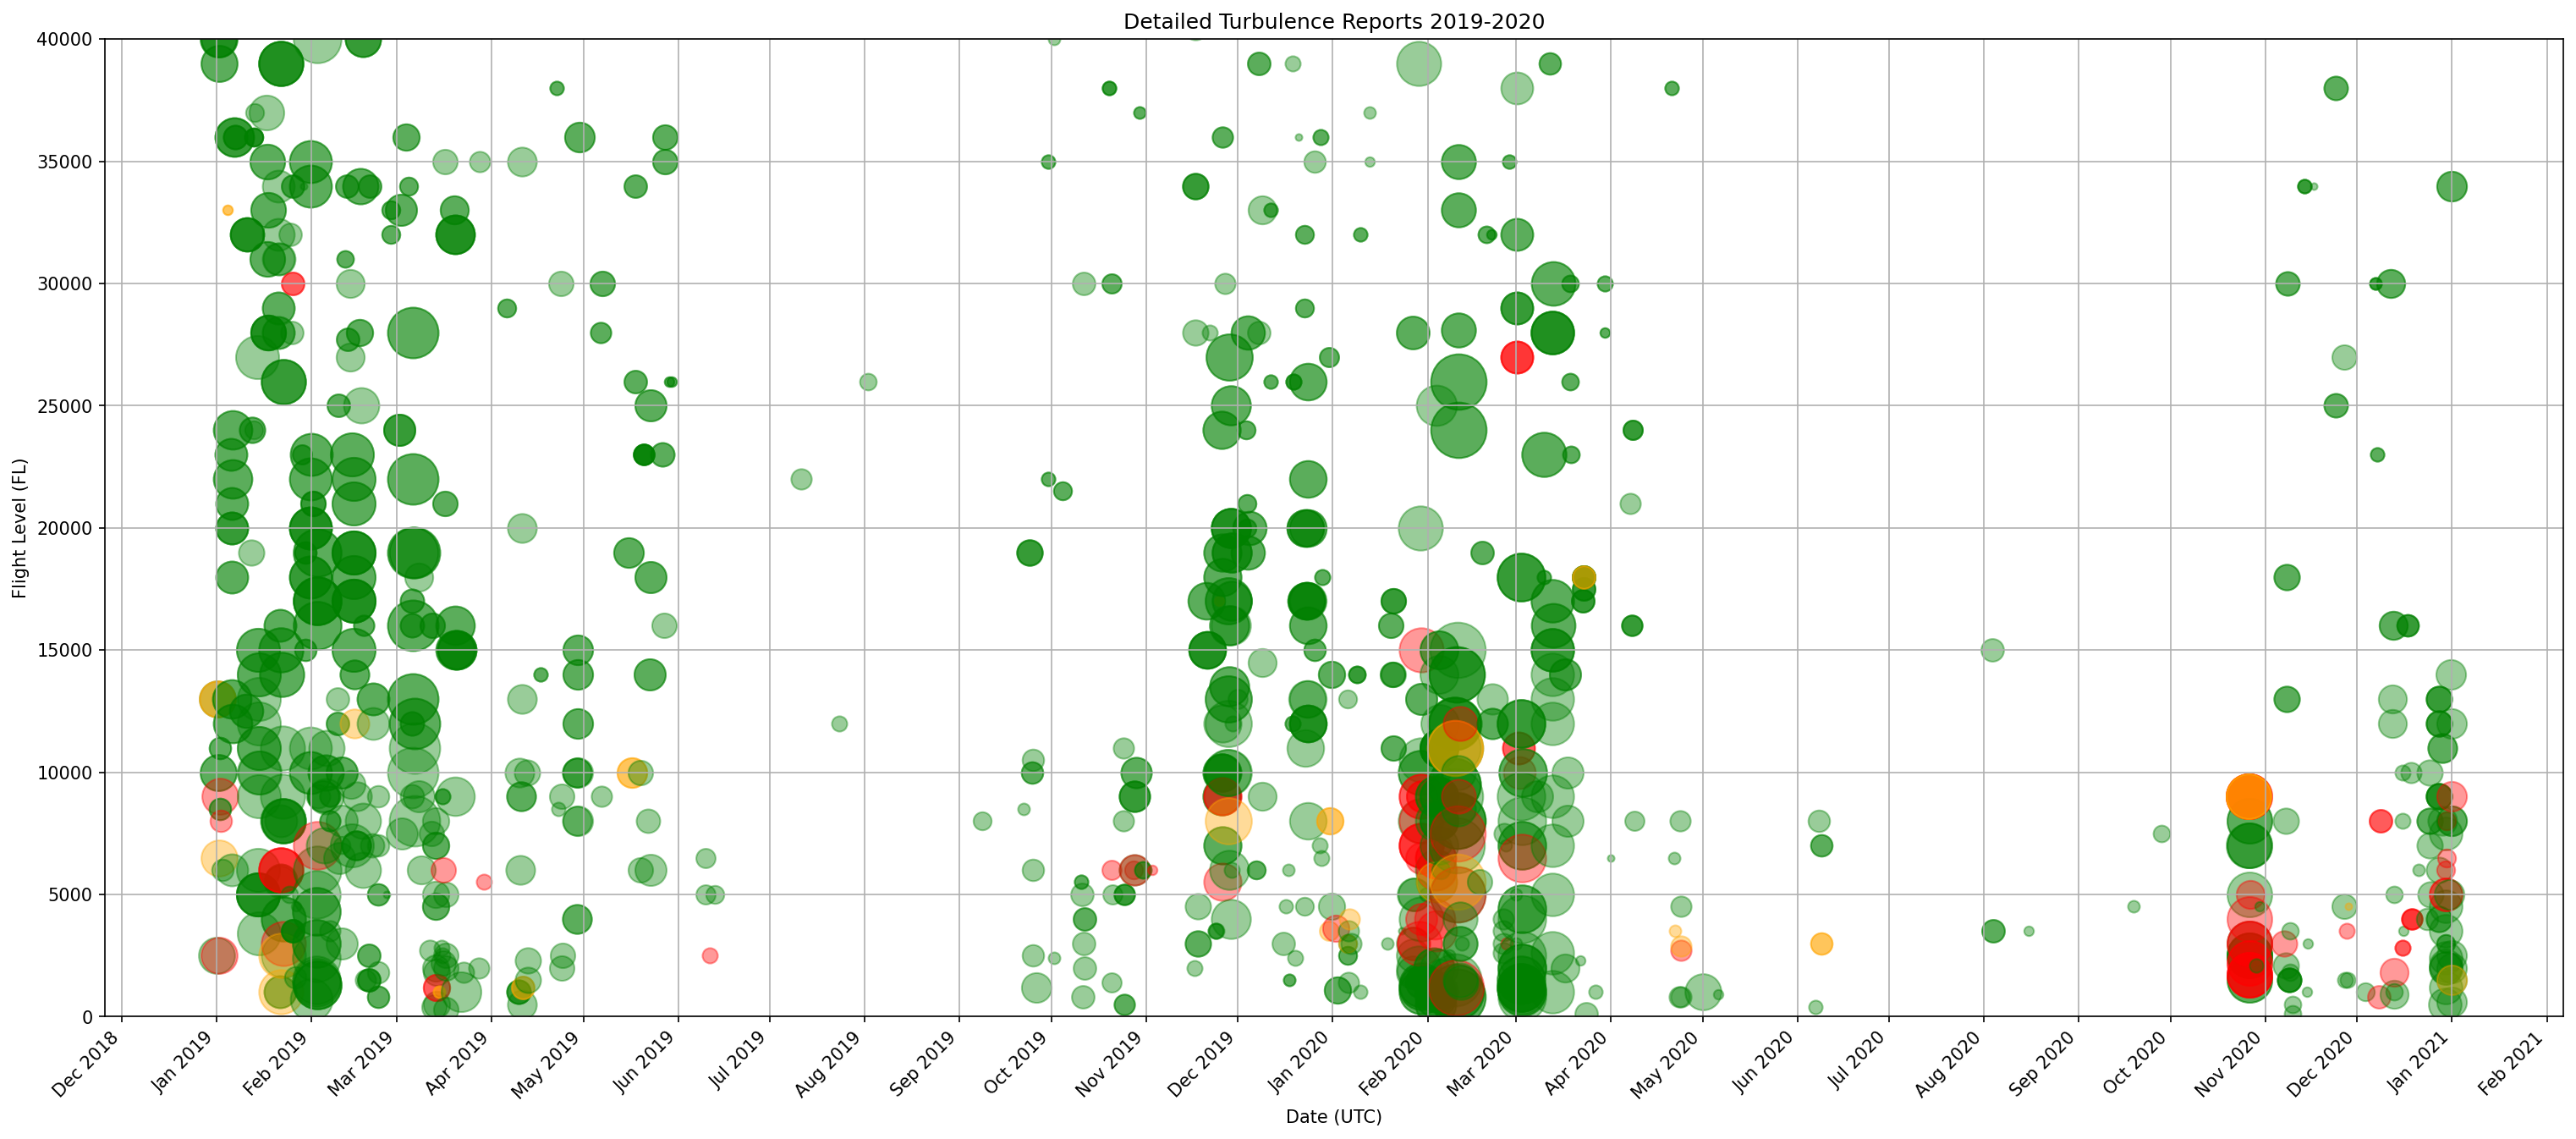 Detailed Turbulence Reports 2019-2020
Flight Level (FL)
40000
35000
30000
25000
20000
15000
10000
5000
0
Dec 2018
Jan 2019
Feb 2019
Mar 2019
Apr 2019
May 2019
Jun 2019
Jul 2019
Aug 2019
Sep 2019
Oct 2019
Nov 2019
Dec 2019
Jan 2020
Feb 2020
Mar 2020
Apr 2020
May 2020
Jun 2020
Jul 2020
Aug 2020
Sep 2020
Oct 2020
Nov 2020
Dec 2020
Jan 2021
Feb 2021
Date (UTC)